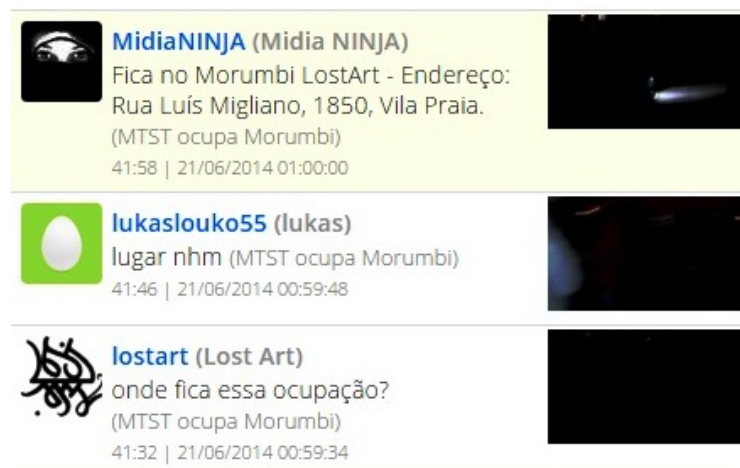 MidiaNINJA (Midia NINJA)
Fica no Morumbi LostArt - Endereço:
Rua Luís Migliano, 1850, Vila Praia.
(MTST ocupa Morumbi)
41:58 | 21/06/2014 01:00:00
lukaslouko55 (lukas)
lugar nhm (MTST ocupa Morumbi)
41:46 | 21/06/2014 00:59:48
lostart (Lost Art)
onde fica essa ocupação?
(MTST ocupa Morumbi)
41:32 | 21/06/2014 00:59:34